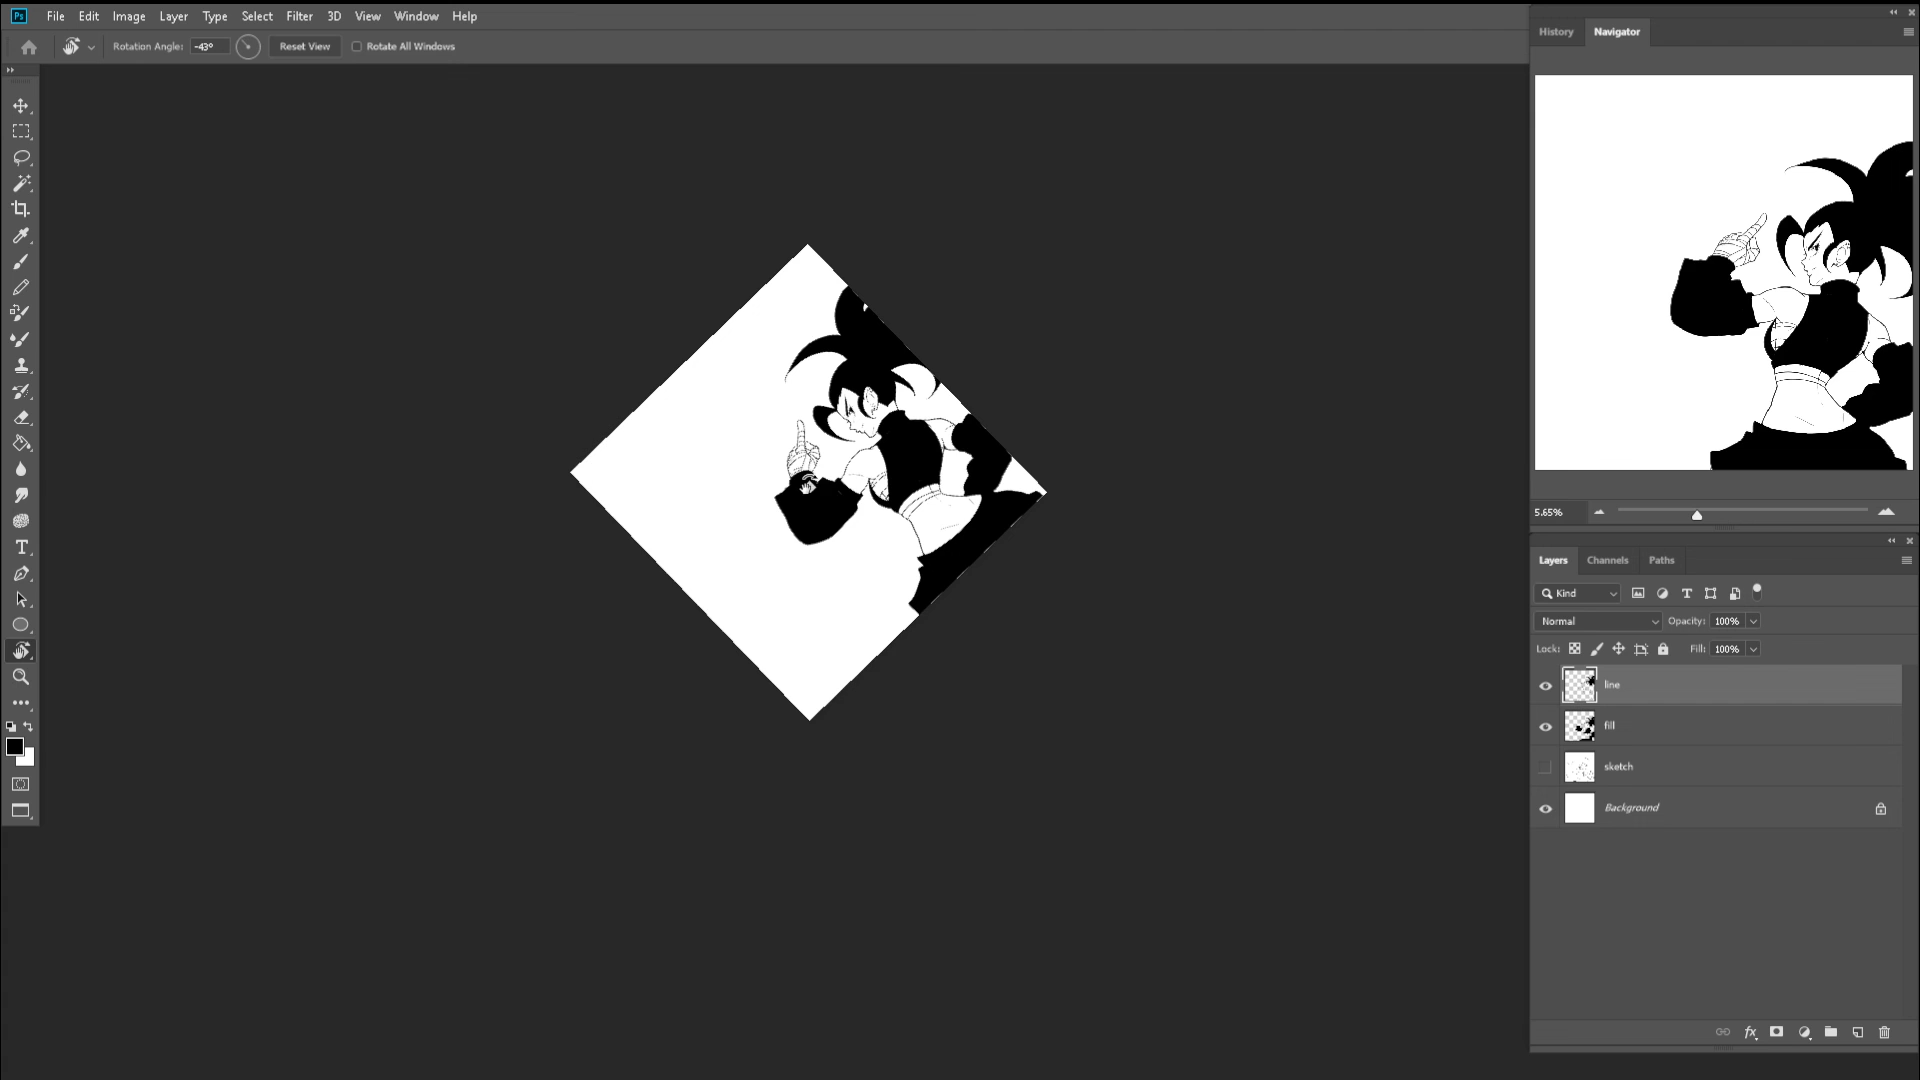 Ps File Edit Image Layer Type Select Filter 3D View Window Help
Rotation Angle: -43° Reset View Rotate All Windows
History Navigator
5.65%
Layers Channels Paths
Kind
Normal Opacity: 100%
Lock: Fill: 100%
line
fill
sketch
Background